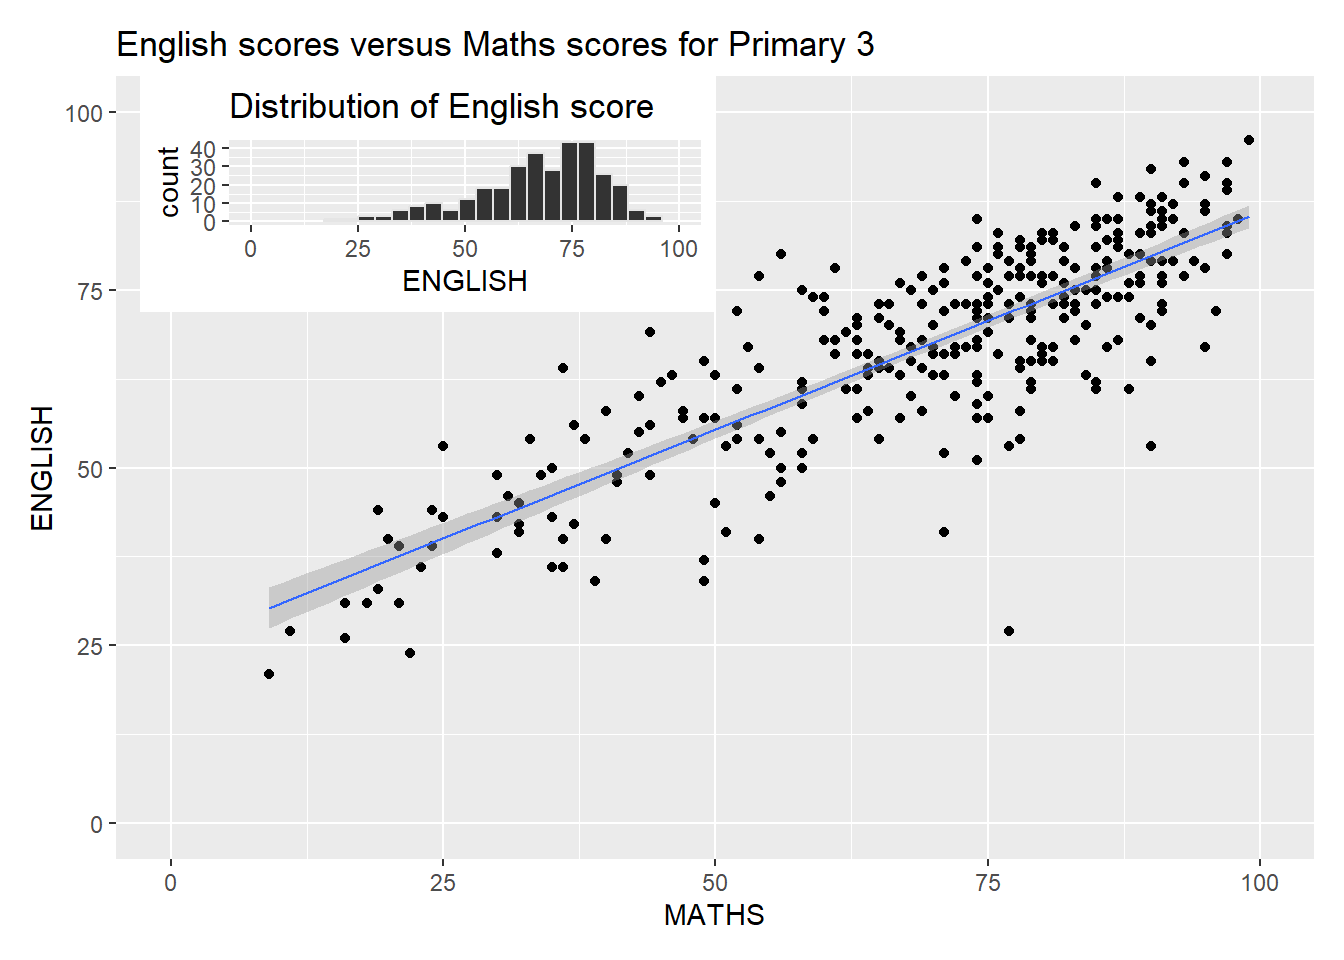 English scores versus Maths scores for Primary 3
Distribution of English score
count
40
30
20
10
0
0 25 50 75 100
ENGLISH
ENGLISH
100
75
50
25
0
0 25 50 75 100
MATHS